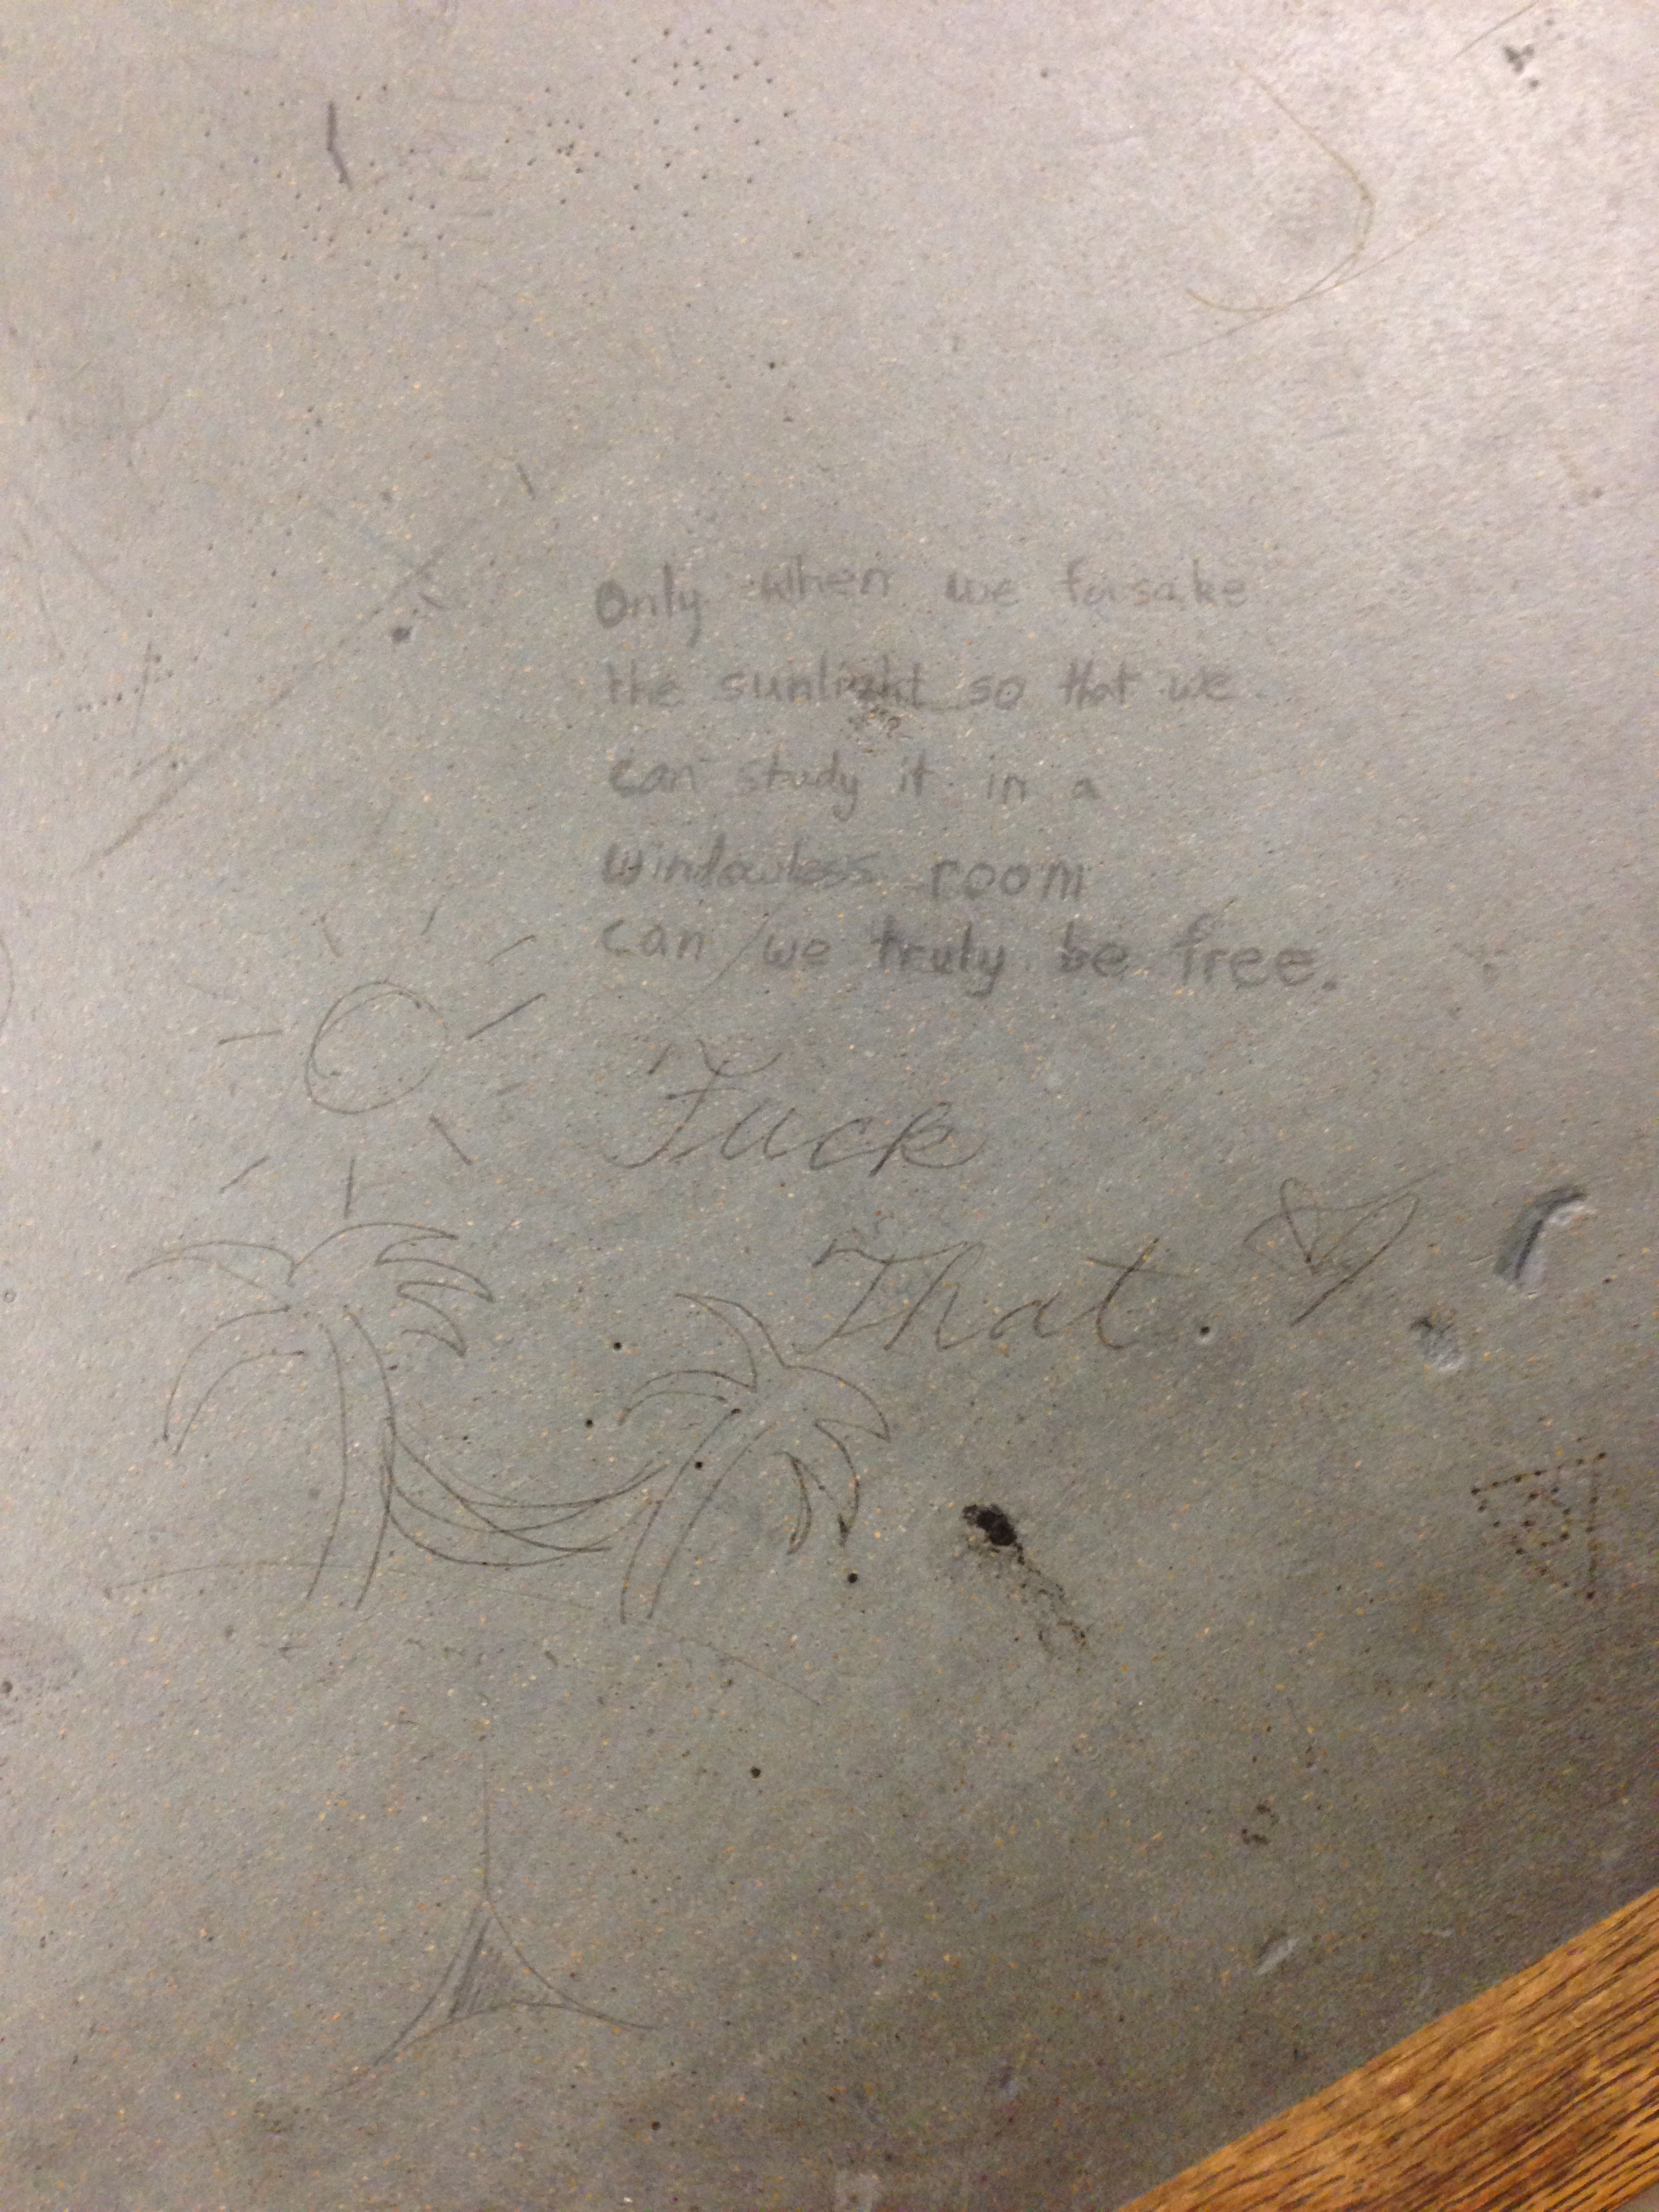 Only when we forsake
the sunlight so that we
can study it in a
windowless room
can we truly be free.
Fuck
That.